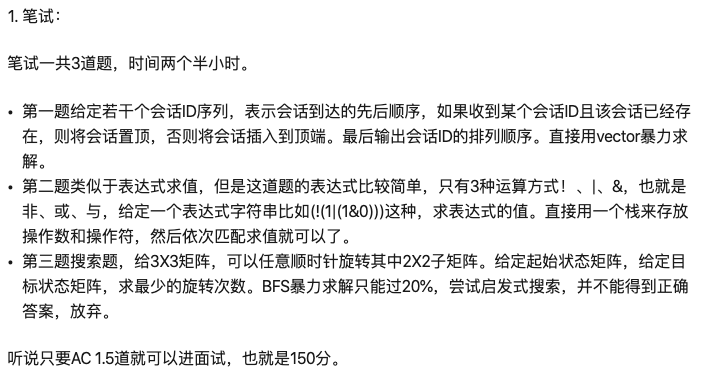 1. 笔试：
笔试一共3道题，时间两个半小时。
• 第一题给定若干个会话ID序列，表示会话到达的先后顺序，如果收到某个会话ID且该会话已经存
在，则将会话置顶，否则将会话插入到顶端。最后输出会话ID的排列顺序。直接用vector暴力求
解。
• 第二题类似于表达式求值，但是这道题的表达式比较简单，只有3种运算方式！、|、&，也就是
非、或、与，给定一个表达式字符串比如(!(1|(1&0)))这种，求表达式的值。直接用一个栈来存放
操作数和操作符，然后依次匹配求值就可以了。
• 第三题搜索题，给3X3矩阵，可以任意顺时针旋转其中2X2子矩阵。给定起始状态矩阵，给定目
标状态矩阵，求最少的旋转次数。BFS暴力求解只能过20%，尝试启发式搜索，并不能得到正确
答案，放弃。
听说只要AC 1.5道就可以进面试，也就是150分。